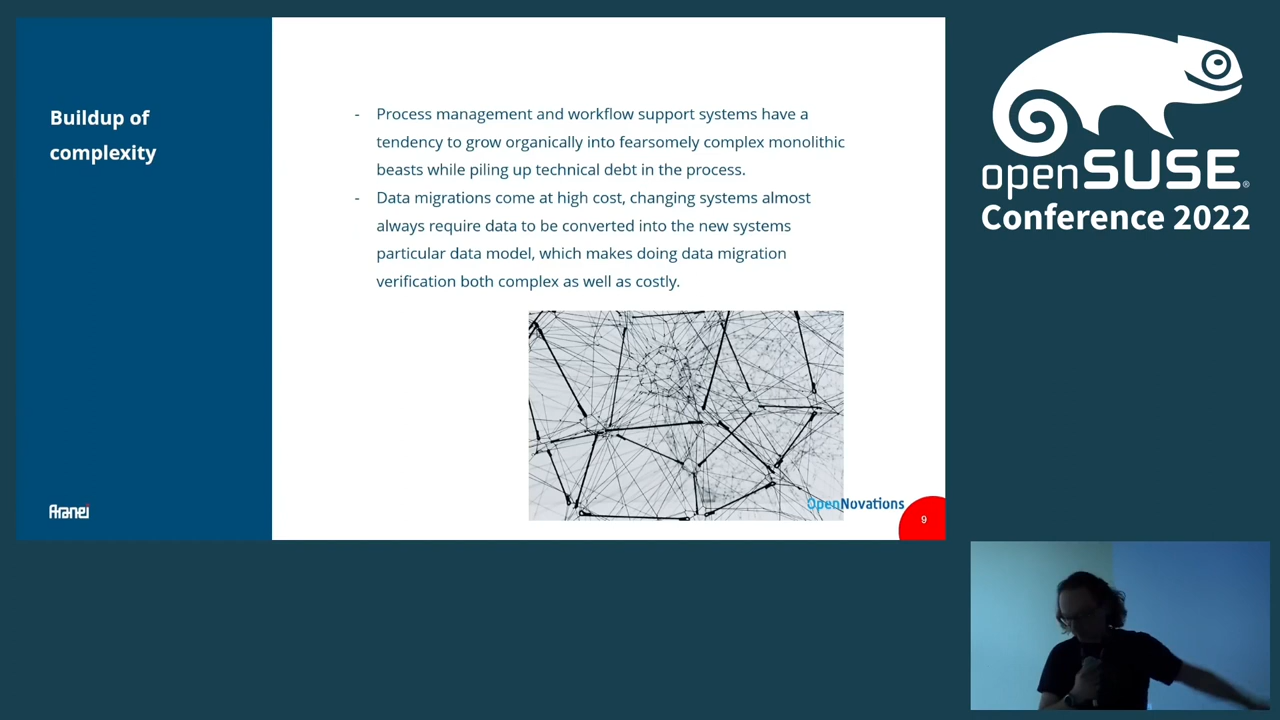 Buildup of
complexity
- Process management and workflow support systems have a
tendency to grow organically into fearsomely complex monolithic
beasts while piling up technical debt in the process.
- Data migrations come at high cost, changing systems almost
always require data to be converted into the new systems
particular data model, which makes doing data migration
verification both complex as well as costly.
Aranei
OpenNovations
9
openSUSE®
Conference 2022